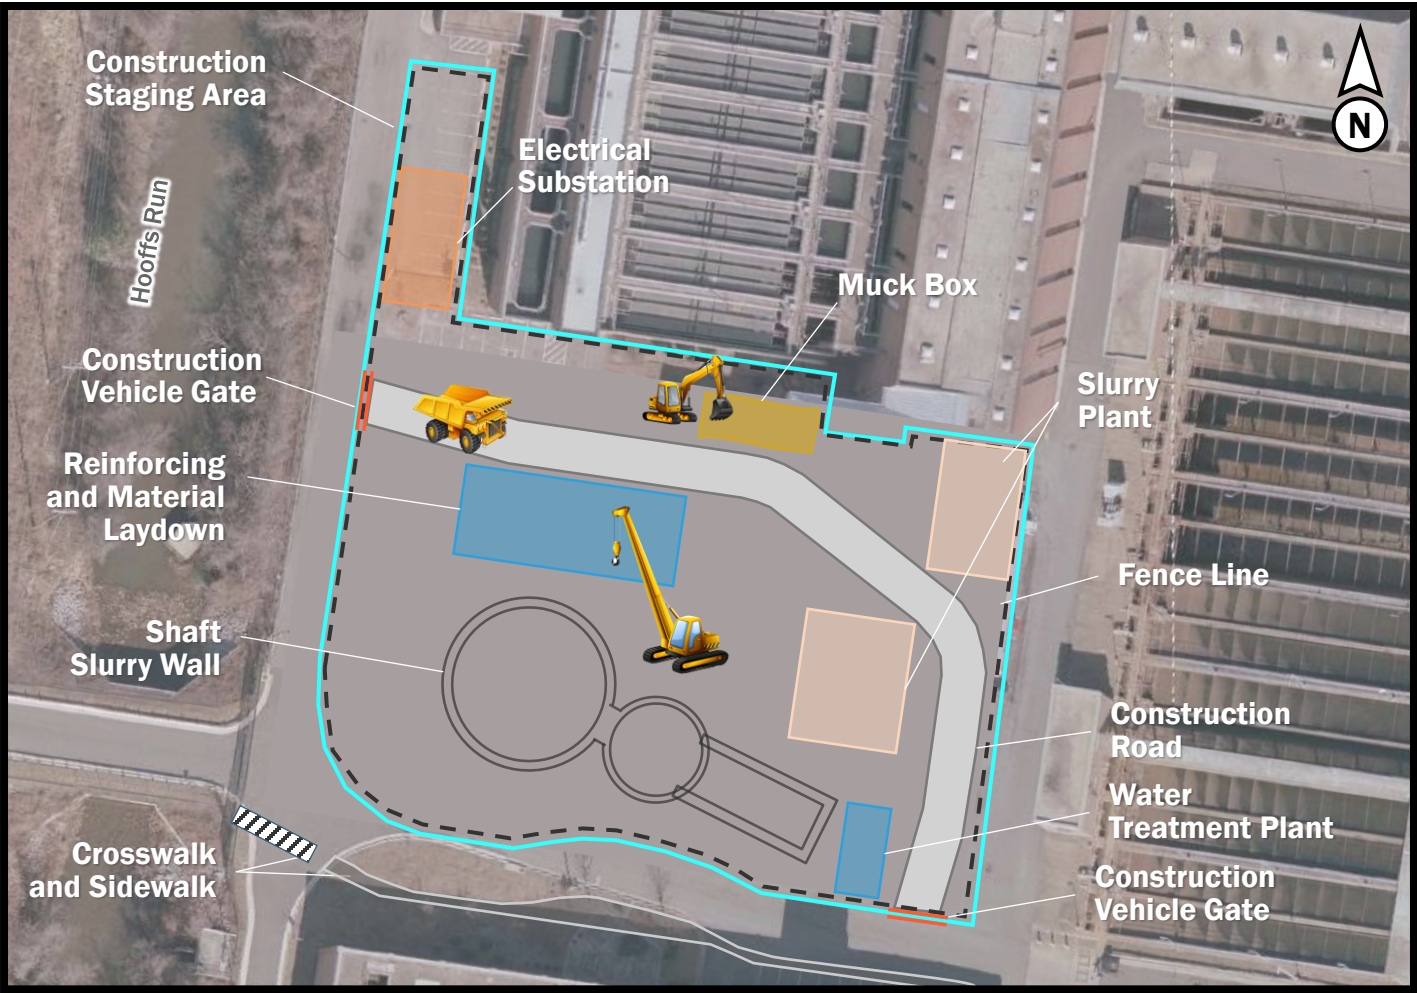 Construction
Staging Area
N
Electrical
Substation
Hooffs Run
Muck Box
Construction
Vehicle Gate
Slurry
Plant
Reinforcing
and Material
Laydown
Fence Line
Shaft
Slurry Wall
Construction
Road
Water
Treatment Plant
Crosswalk
and Sidewalk
Construction
Vehicle Gate